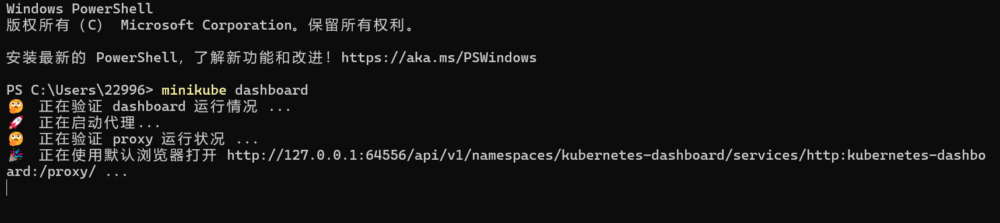 Windows PowerShell
版权所有（C） Microsoft Corporation。保留所有权利。
安装最新的 PowerShell，了解新功能和改进！https://aka.ms/PSWindows
PS C:\Users\22996> minikube dashboard
🙄 正在验证 dashboard 运行情况 ...
🚀 正在启动代理...
🙄 正在验证 proxy 运行状况 ...
🎉 正在使用默认浏览器打开 http://127.0.0.1:64556/api/v1/namespaces/kubernetes-dashboard/services/http:kubernetes-dashbo
ard:/proxy/ ...